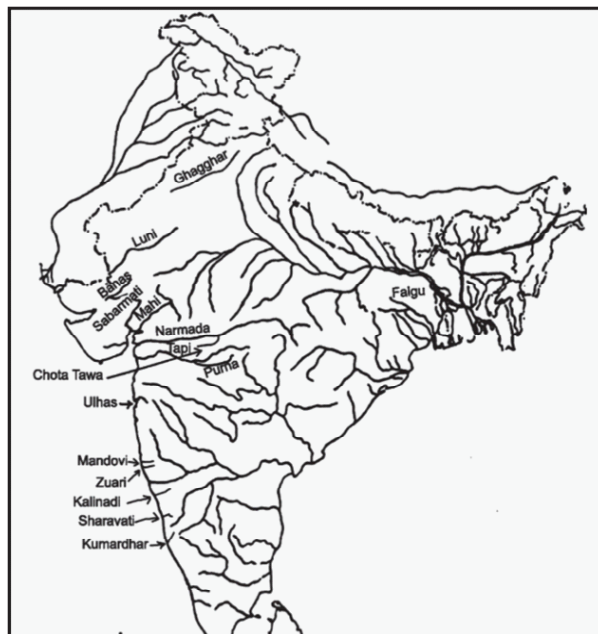 Ghagghar
Luni
Banas
Sabarmati
Mahi
Falgu
Narmada
Tapi
Chota Tawa
Purna
Ulhas
Mandovi
Zuari
Kalinadi
Sharavati
Kumardhar